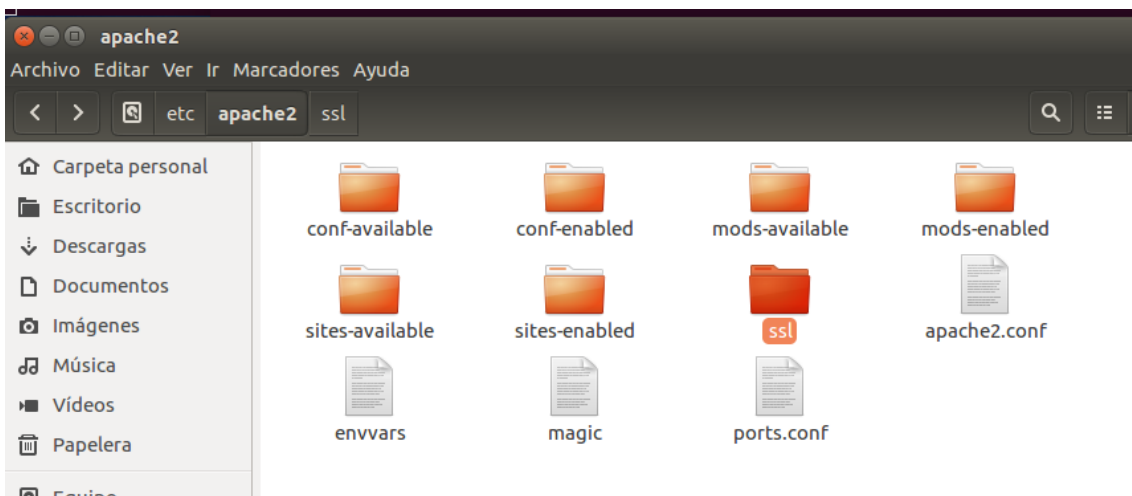 apache2
Archivo Editar Ver Ir Marcadores Ayuda
etc apache2 ssl
Carpeta personal
Escritorio
Descargas
Documentos
Imágenes
Música
Vídeos
Papelera
Equipo
conf-available conf-enabled mods-available mods-enabled
sites-available sites-enabled ssl apache2.conf
envvars magic ports.conf